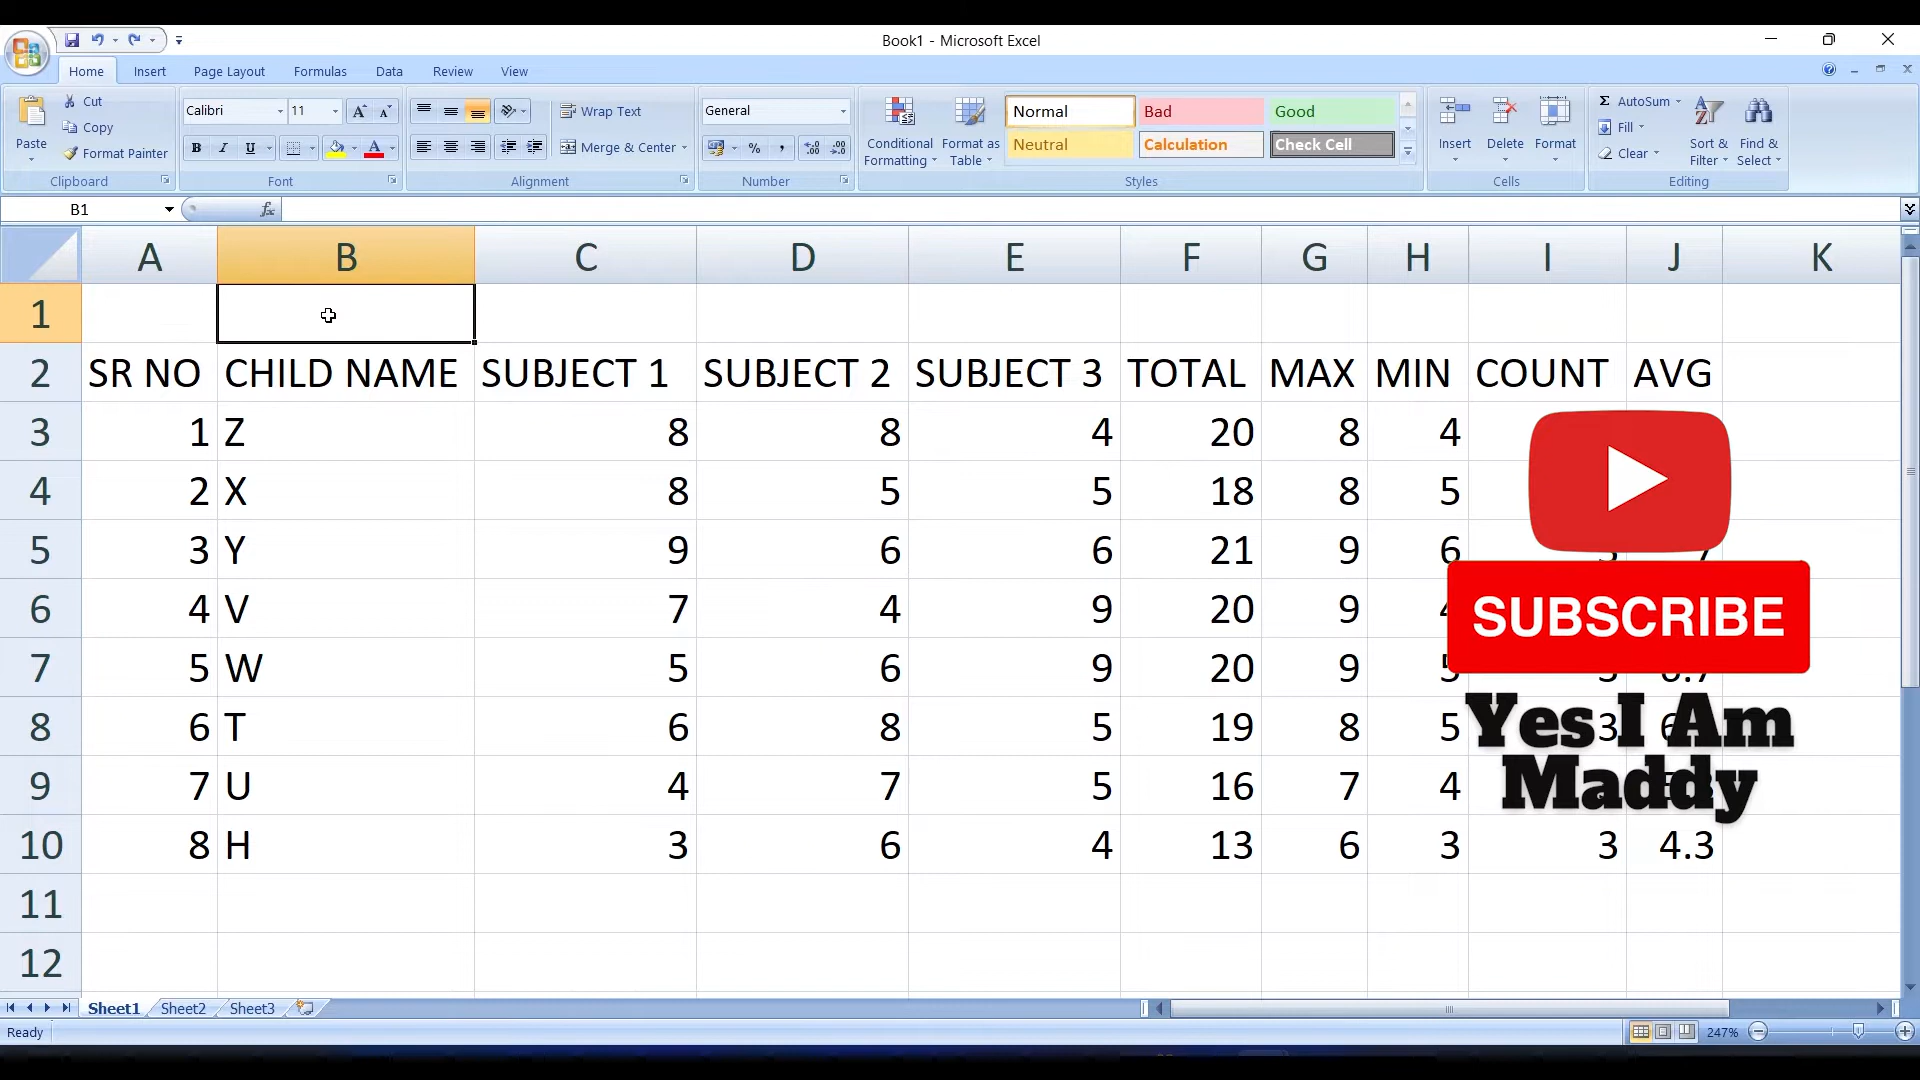 Book1 - Microsoft Excel
Home Insert Page Layout Formulas Data Review View
Paste Cut Copy Format Painter Clipboard
Calibri 11 Font
Wrap Text Merge & Center Alignment
General Number
Conditional Formatting Format as Table Normal Bad Good Neutral Calculation Check Cell Styles
Insert Delete Format Cells
AutoSum Fill Clear Sort & Filter Find & Select Editing
B1 fx
A B C D E F G H I J K
1
2 SR NO CHILD NAME SUBJECT 1 SUBJECT 2 SUBJECT 3 TOTAL MAX MIN COUNT AVG
3 1 Z 8 8 4 20 8 4
4 2 X 8 5 5 18 8 5
5 3 Y 9 6 6 21 9 6
6 4 V 7 4 9 20 9
7 5 W 5 6 9 20 9
8 6 T 6 8 5 19 8 5 3
9 7 U 4 7 5 16 7 4
10 8 H 3 6 4 13 6 3 3 4.3
11
12
SUBSCRIBE
Yes I Am
Maddy
Sheet1 Sheet2 Sheet3
Ready 247%